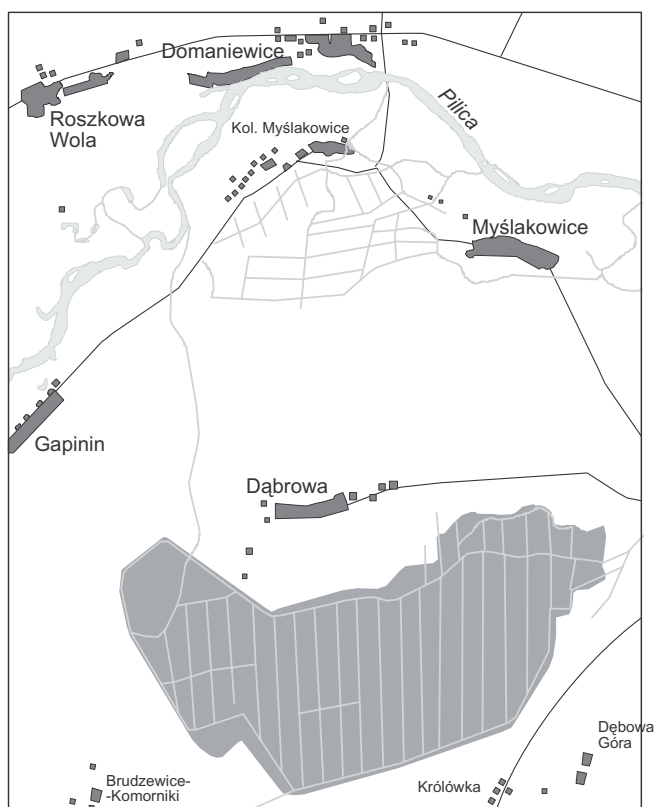 Domaniewice
Roszkowa
Wola
Pilica
Kol. Myślakowice
Myślakowice
Gapinin
Dąbrowa
Dębowa
Góra
Brudzewice-
-Komorniki
Królówka